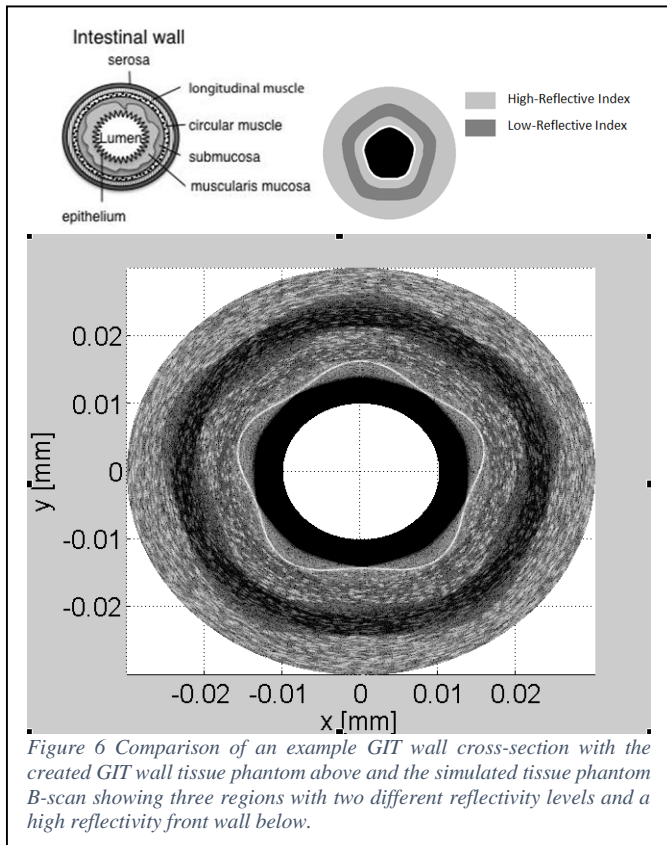 Intestinal wall
serosa
longitudinal muscle
circular muscle
Lumen
submucosa
muscularis mucosa
epithelium
High-Reflective Index
Low-Reflective Index
0.02
0.01
0
-0.01
-0.02
y [mm]
-0.02 -0.01 0 0.01 0.02
x [mm]
Figure 6 Comparison of an example GIT wall cross-section with the
created GIT wall tissue phantom above and the simulated tissue phantom
B-scan showing three regions with two different reflectivity levels and a
high reflectivity front wall below.